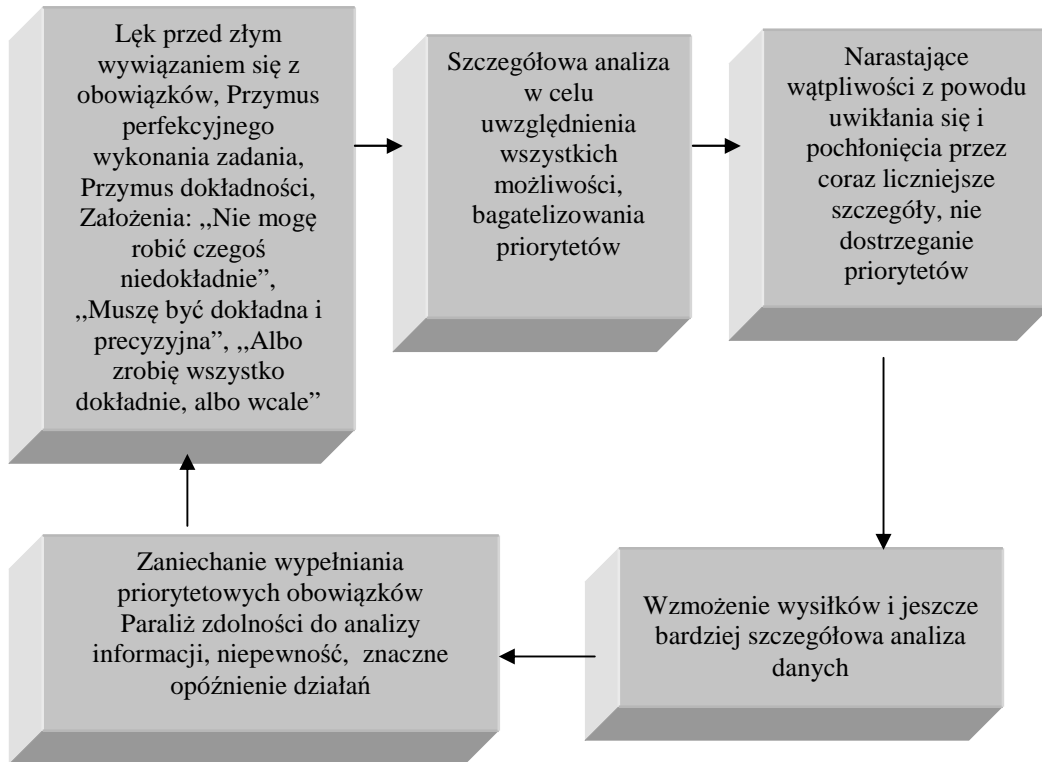 Lęk przed złym
wywiązaniem się z
obowiązków, Przymus
perfekcyjnego
wykonania zadania,
Przymus dokładności,
Założenia: ,,Nie mogę
robić czegoś
niedokładnie”,
,,Muszę być dokładna i
precyzyjna”, ,,Albo
zrobię wszystko
dokładnie, albo wcale”
Szczegółowa analiza
w celu
uwzględnienia
wszystkich
możliwości,
bagatelizowania
priorytetów
Narastające
wątpliwości z powodu
uwikłania się i
pochłonięcia przez
coraz liczniejsze
szczegóły, nie
dostrzeganie
priorytetów
Wzmożenie wysiłków i jeszcze
bardziej szczegółowa analiza
danych
Zaniechanie wypełniania
priorytetowych obowiązków
Paraliż zdolności do analizy
informacji, niepewność,  znaczne
opóźnienie działań